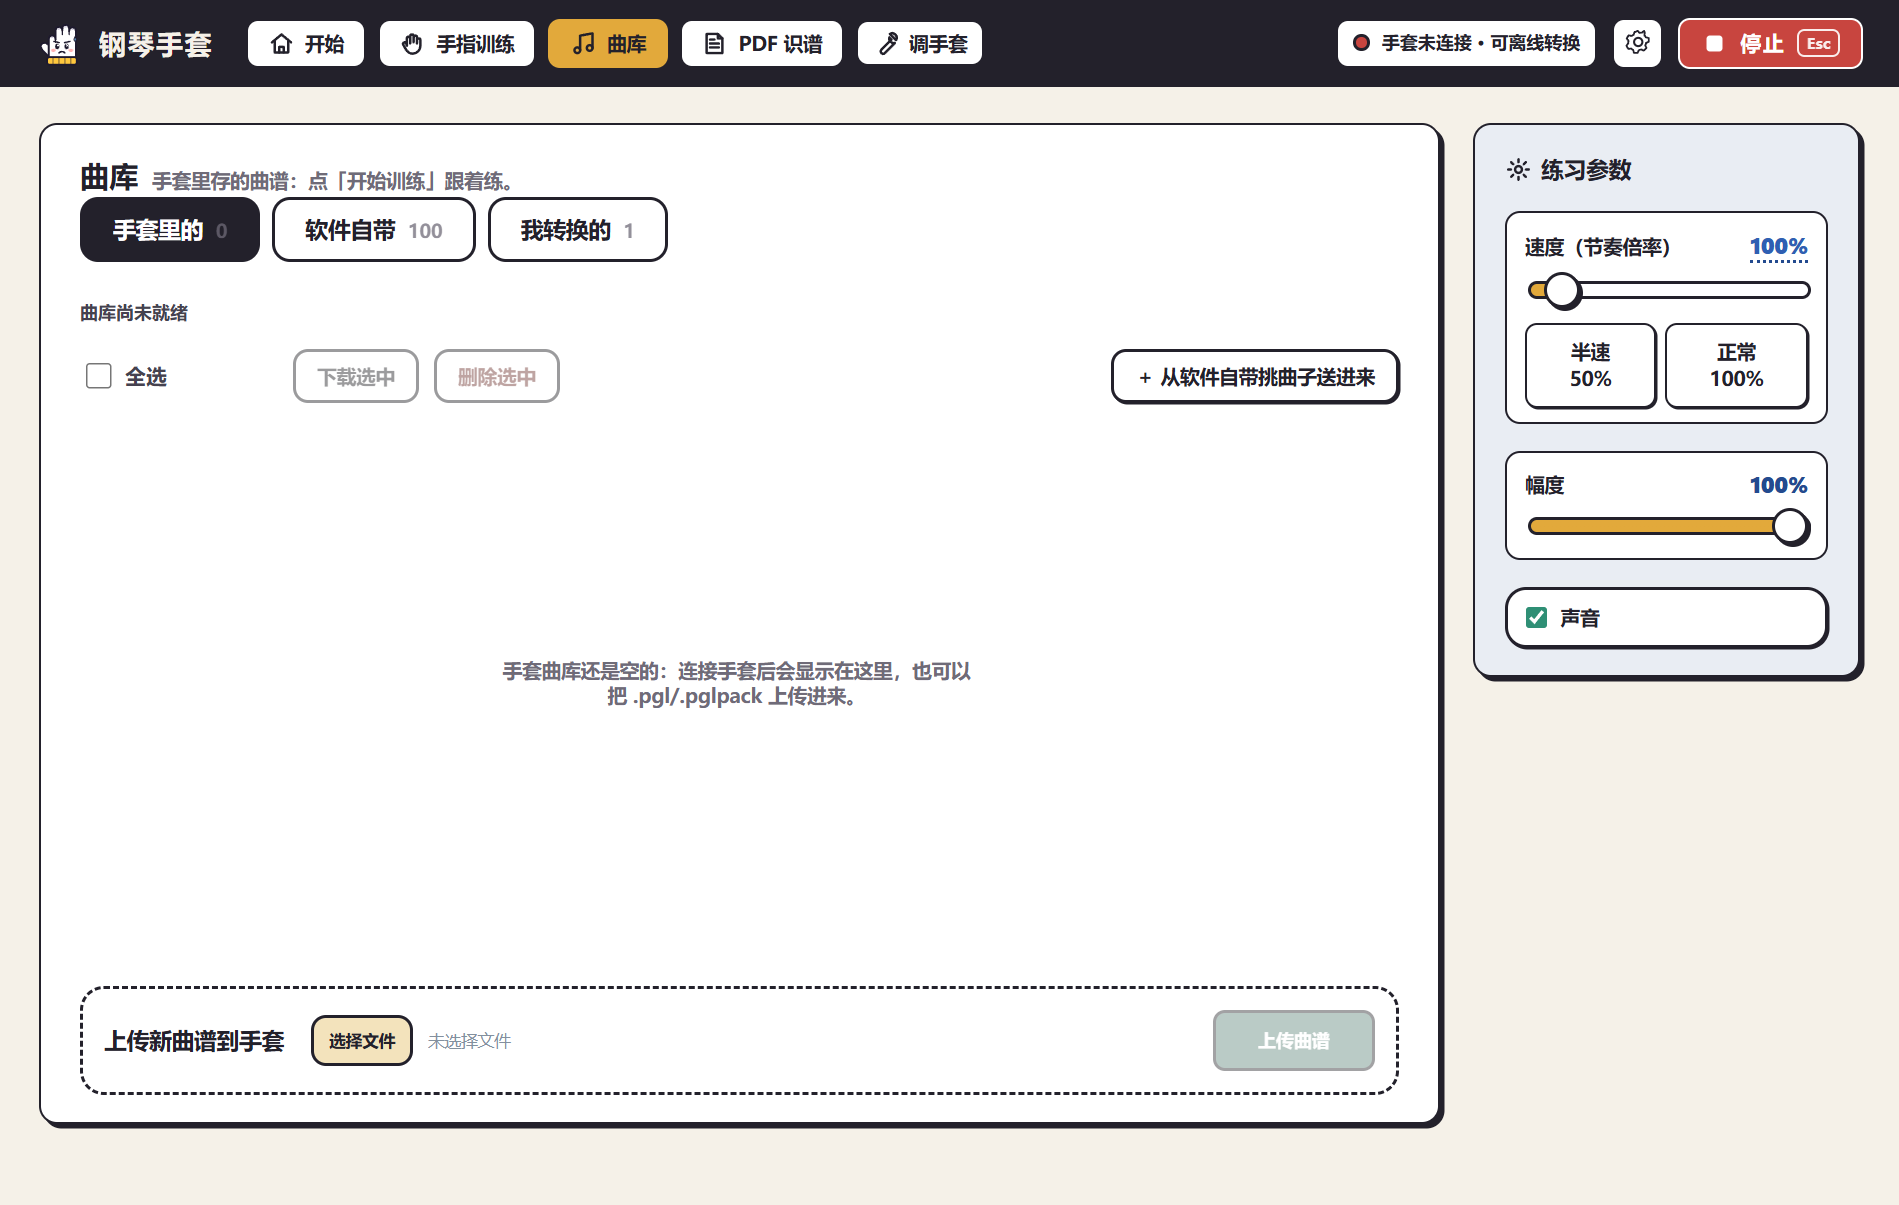 钢琴手套
开始
手指训练
曲库
PDF 识谱
调手套
手套未连接・可离线转换
停止 Esc
曲库 手套里存的曲谱：点「开始训练」跟着练。
手套里的 0
软件自带 100
我转换的 1
曲库尚未就绪
全选
下载选中
删除选中
+ 从软件自带挑曲子送进来
手套曲库还是空的：连接手套后会显示在这里，也可以
把 .pgl/.pglpack 上传进来。
上传新曲谱到手套
选择文件
未选择文件
上传曲谱
练习参数
速度（节奏倍率） 100%
半速
50%
正常
100%
幅度 100%
声音